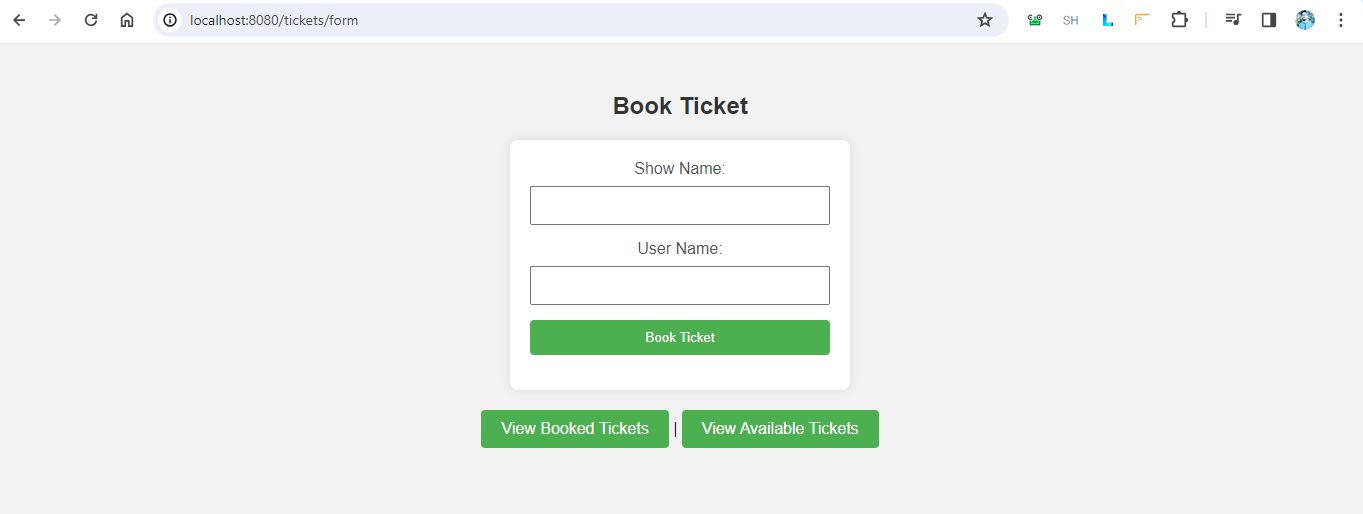 localhost:8080/tickets/form
SH
Book Ticket
Show Name:
User Name:
Book Ticket
View Booked Tickets | View Available Tickets